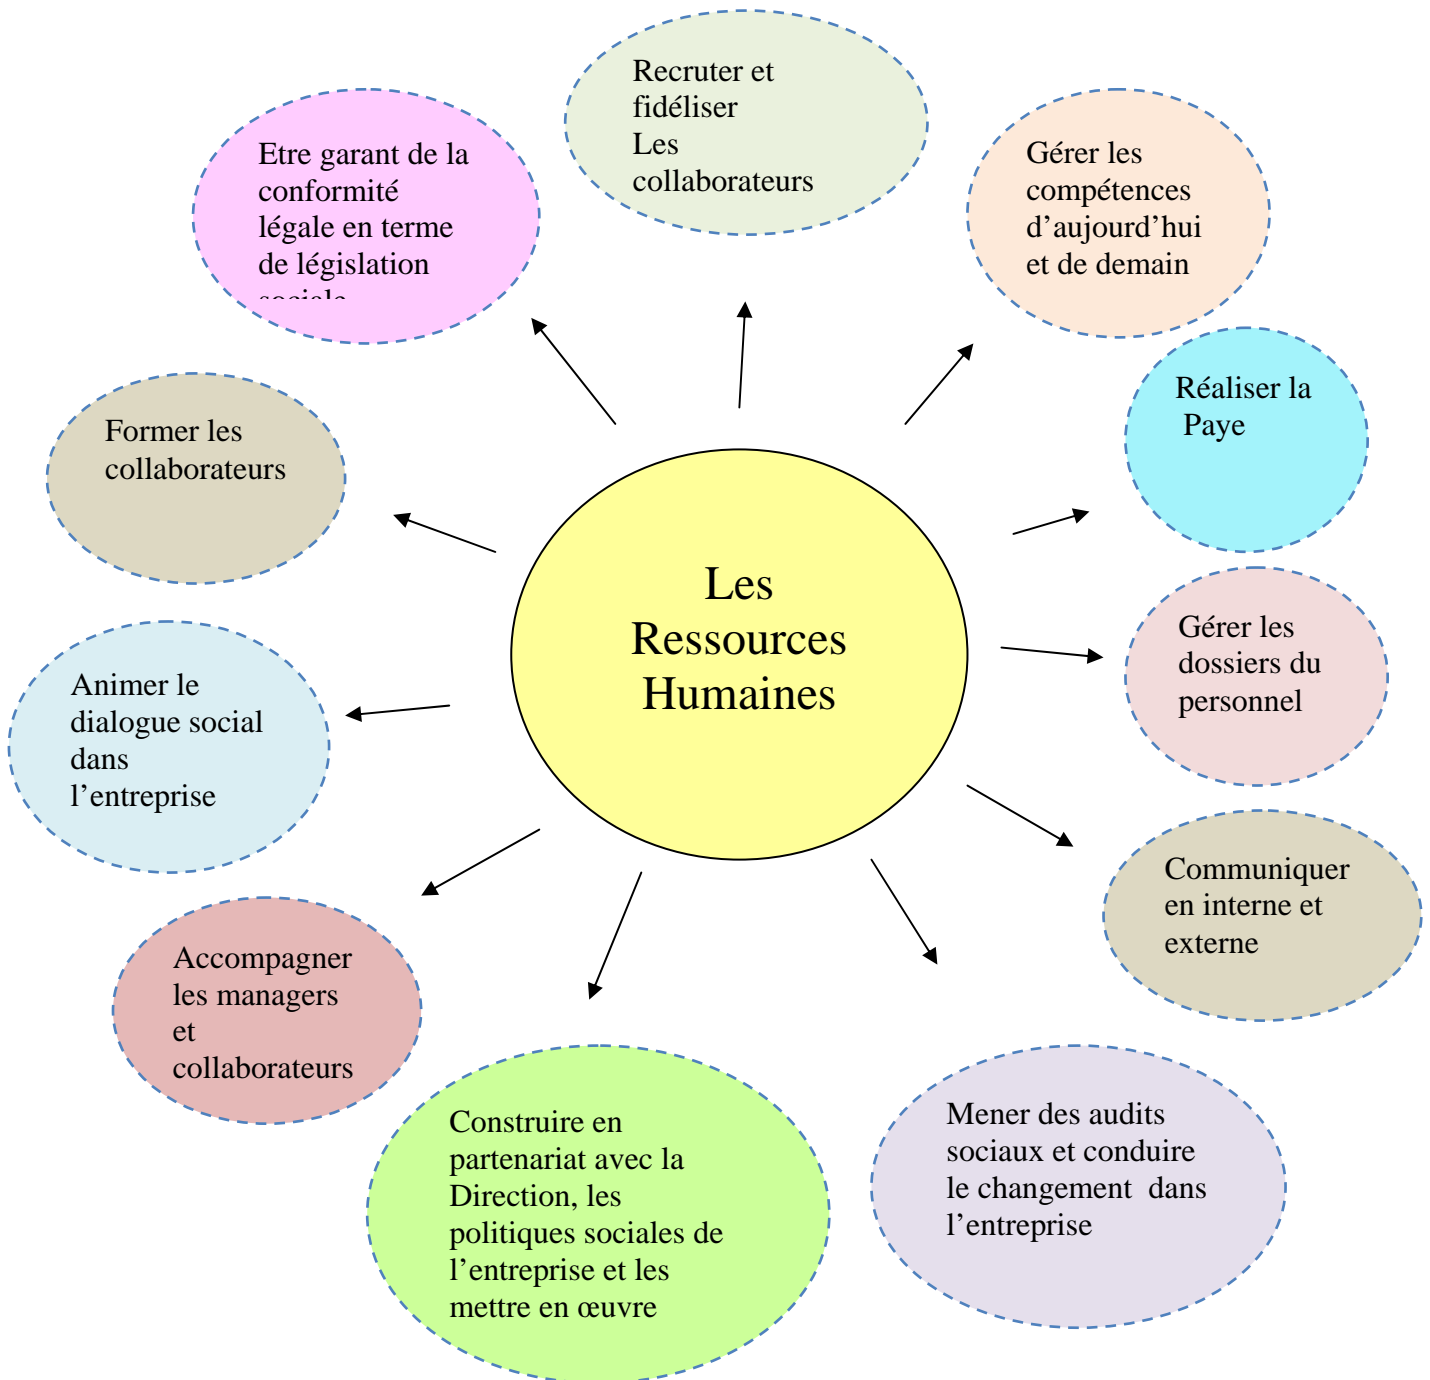 Recruter et
fidéliser
Les
collaborateurs
Gérer les
compétences
d’aujourd’hui
et de demain
Réaliser la
Paye
Gérer les
dossiers du
personnel
Communiquer
en interne et
externe
Mener des audits
sociaux et conduire
le changement  dans
l’entreprise
Construire en
partenariat avec la
Direction, les
politiques sociales de
l’entreprise et les
mettre en œuvre
Accompagner
les managers
et
collaborateurs
Animer le
dialogue social
dans
l’entreprise
Former les
collaborateurs
Etre garant de la
conformité
légale en terme
de législation
sociale
Les
Ressources
Humaines